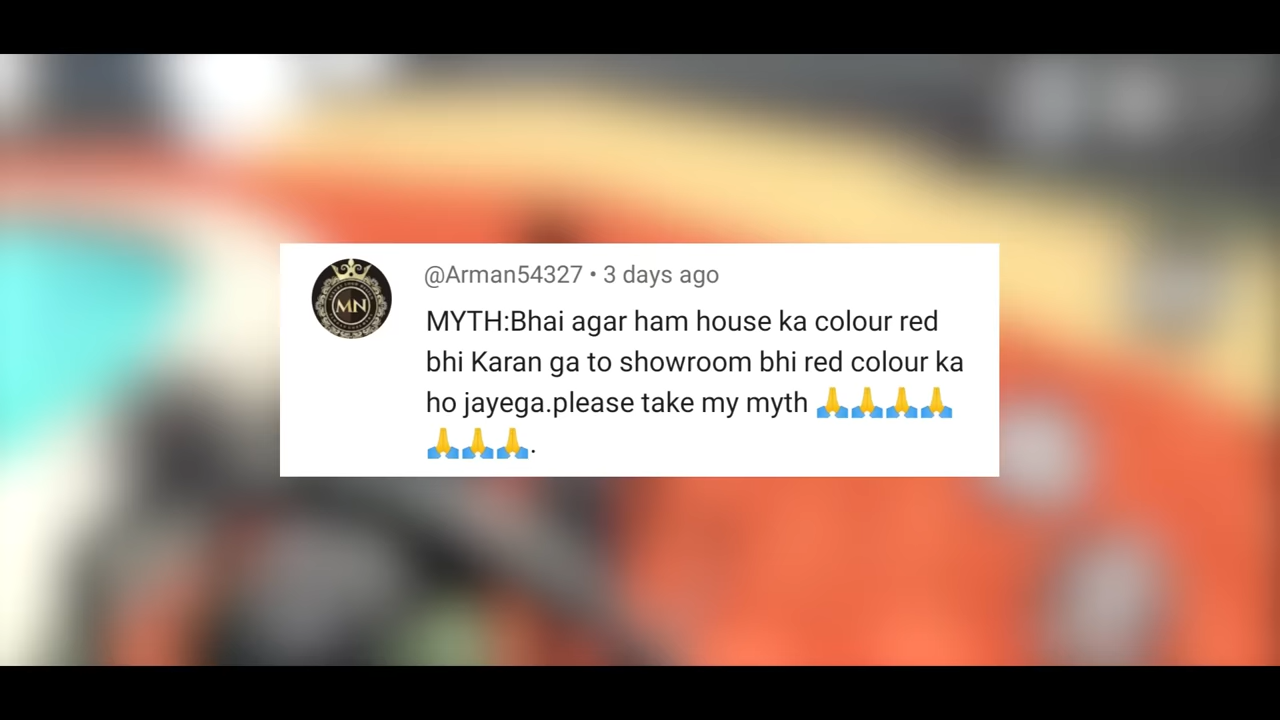 @Arman54327 • 3 days ago
MN
MYTH:Bhai agar ham house ka colour red
bhi Karan ga to showroom bhi red colour ka
ho jayega.please take my myth 🙏🙏🙏🙏
🙏🙏🙏.